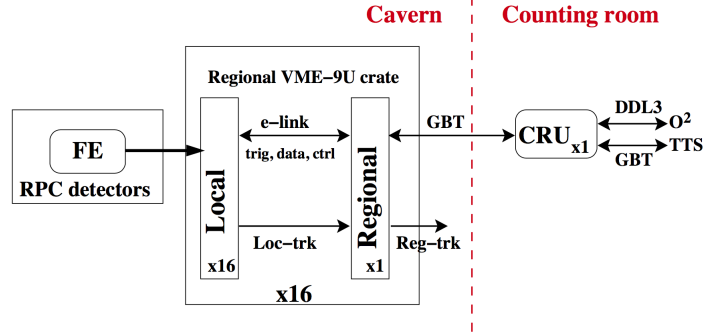 Cavern
Counting room
Regional VME-9U crate
FE
RPC detectors
Local
x16
e-link
trig, data, ctrl
Loc-trk
Regional
x1
x16
GBT
Reg-trk
CRU x1
DDL3
O²
GBT
TTS